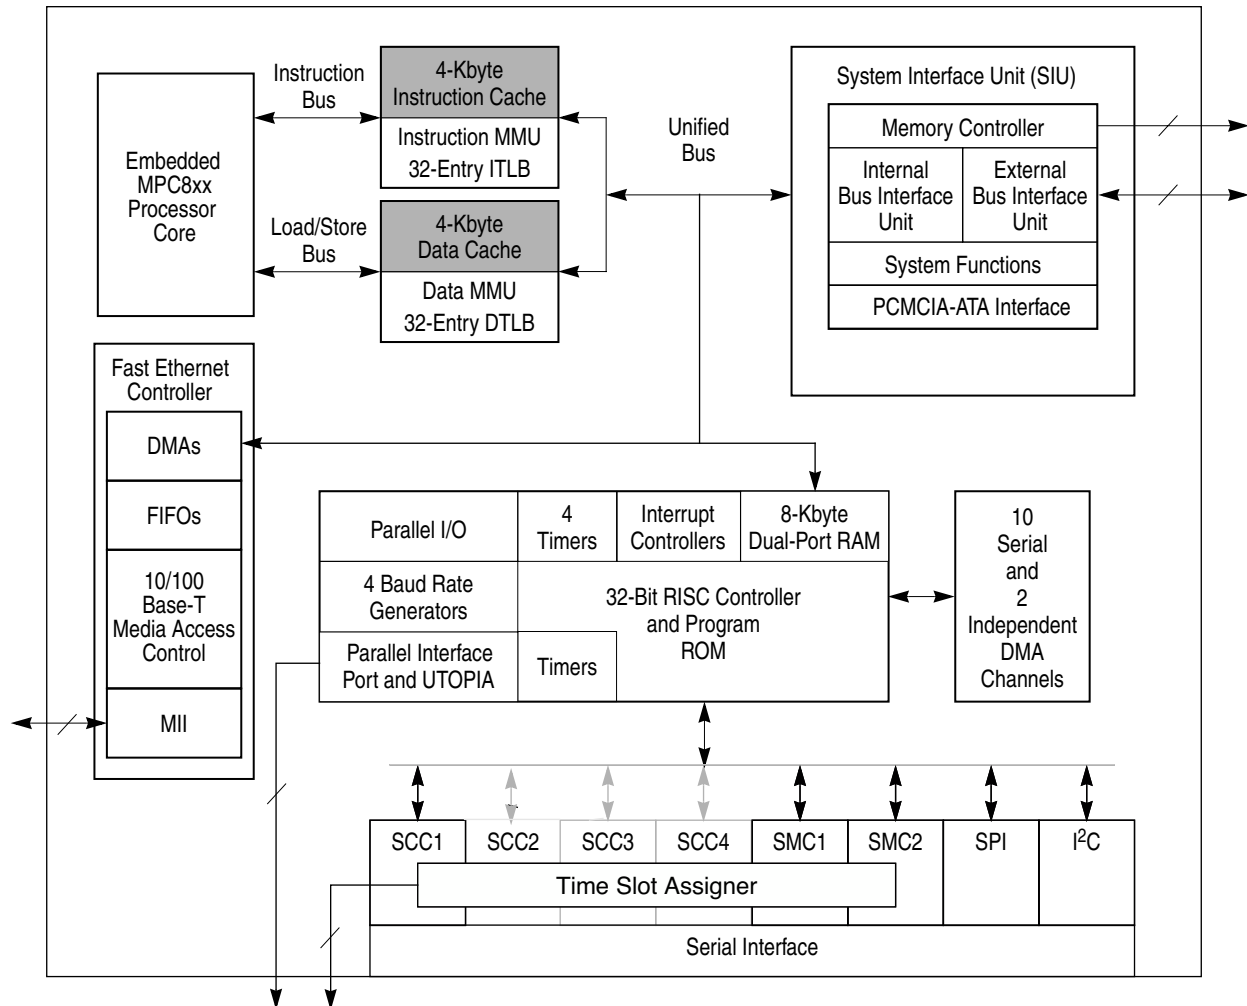 Embedded
MPC8xx
Processor
Core
Instruction
Bus
Load/Store
Bus
4-Kbyte
Instruction Cache
Instruction MMU
32-Entry ITLB
4-Kbyte
Data Cache
Data MMU
32-Entry DTLB
Unified
Bus
System Interface Unit (SIU)
Memory Controller
Internal
Bus Interface
Unit
External
Bus Interface
Unit
System Functions
PCMCIA-ATA Interface
Fast Ethernet
Controller
DMAs
FIFOs
10/100
Base-T
Media Access
Control
MII
Parallel I/O
4
Timers
Interrupt
Controllers
8-Kbyte
Dual-Port RAM
4 Baud Rate
Generators
32-Bit RISC Controller
and Program
ROM
Parallel Interface
Port and UTOPIA
Timers
10
Serial
and
2
Independent
DMA
Channels
SCC1
SCC2
SCC3
SCC4
SMC1
SMC2
SPI
I²C
Time Slot Assigner
Serial Interface